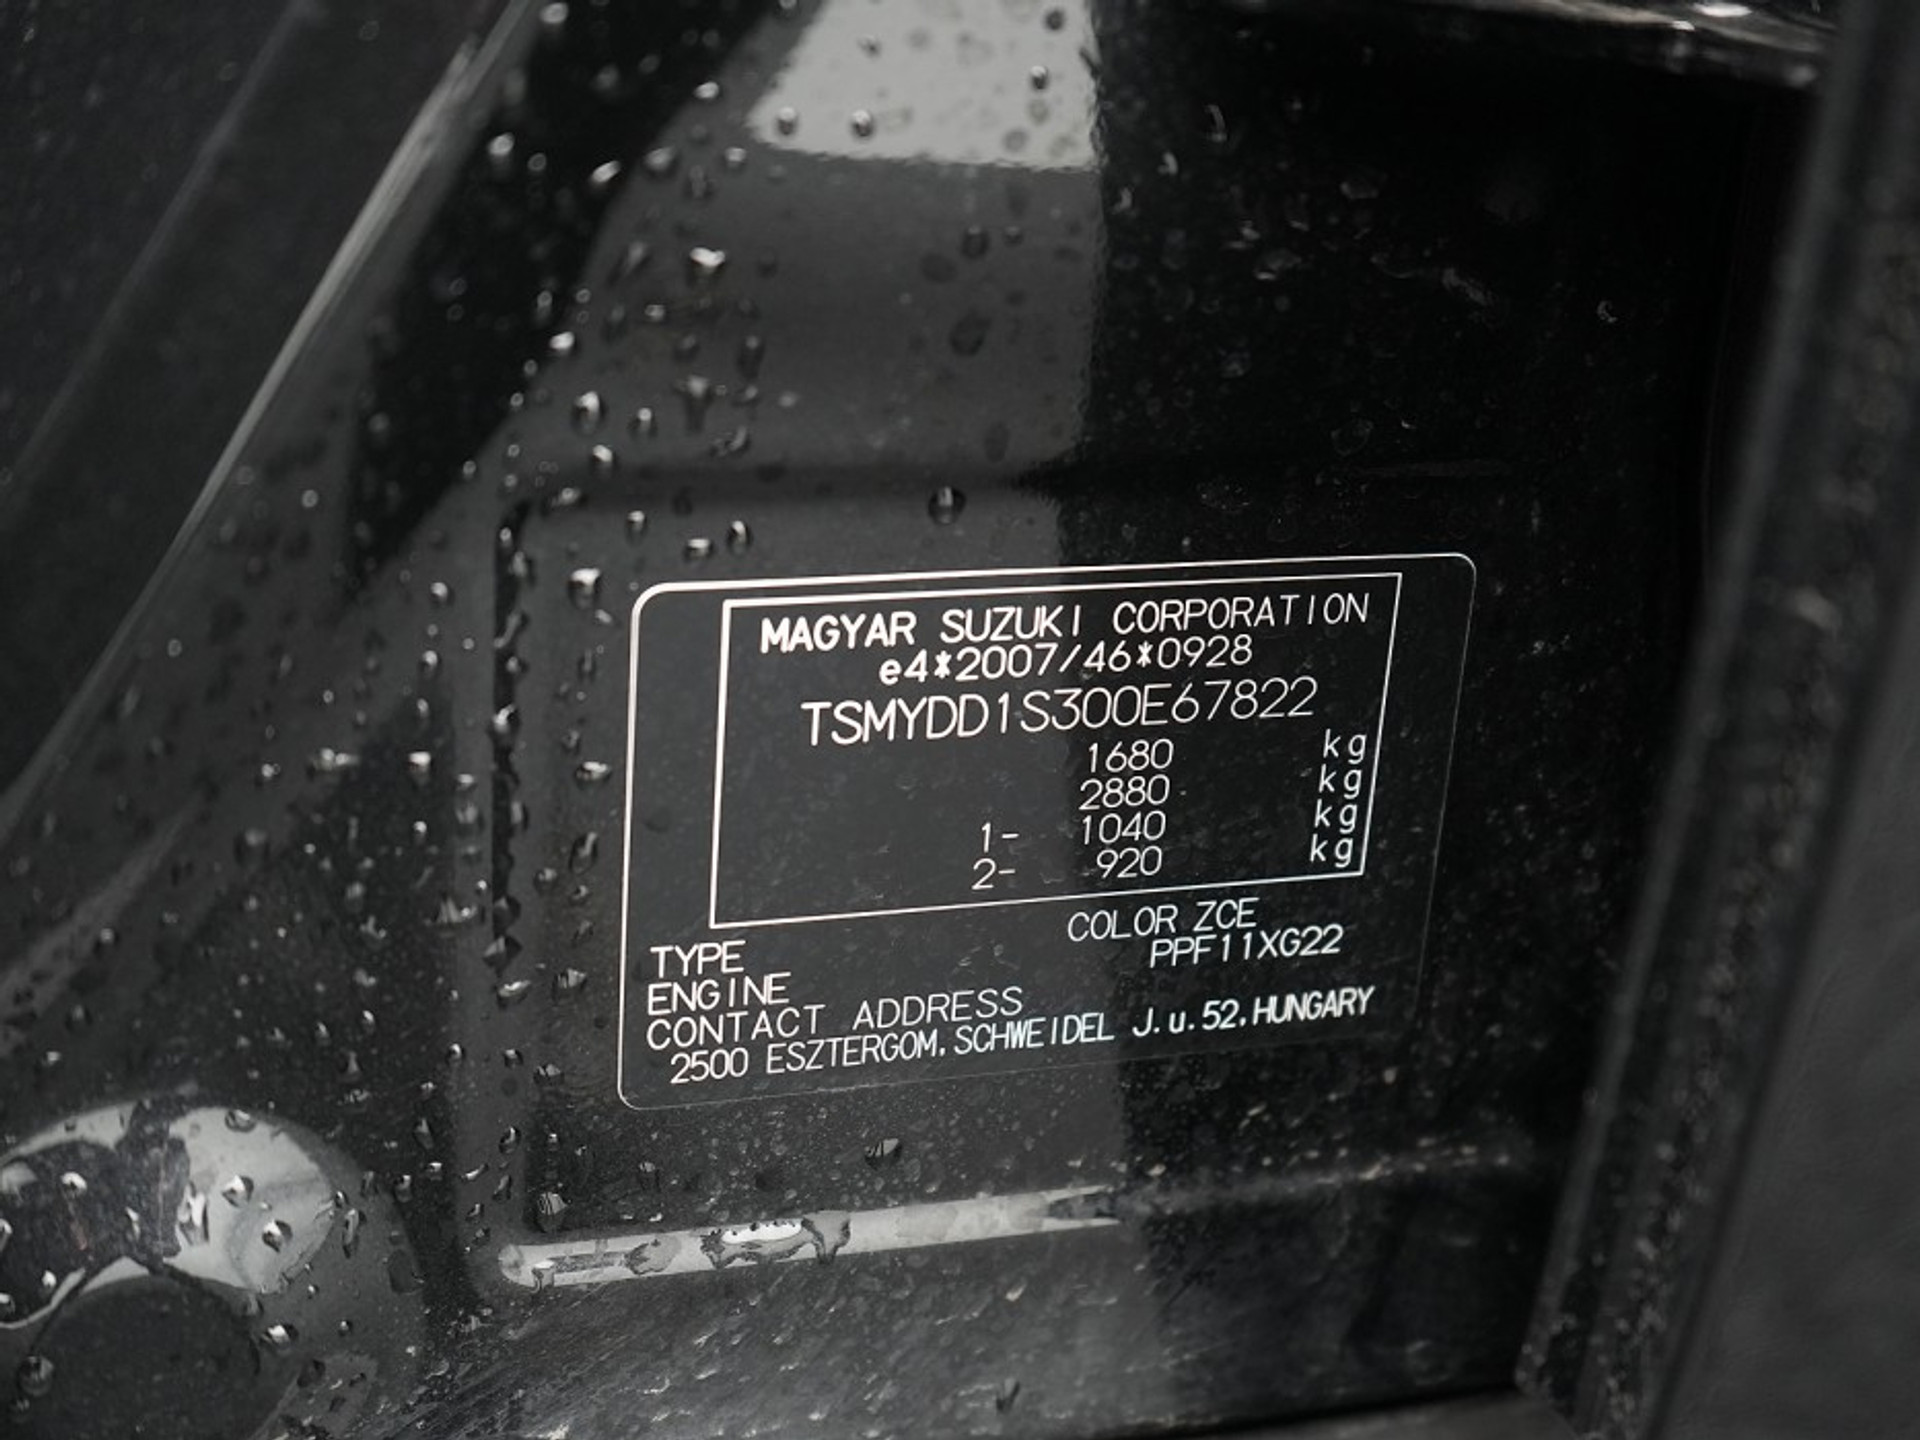 MAGYAR SUZUKI CORPORATION
e4*2007/46*0928
TSMYDD1S300E67822
1680 kg
2880 kg
1- 1040 kg
2- 920 kg
COLOR ZCE
TYPE PPF11XG22
ENGINE
CONTACT ADDRESS
2500 ESZTERGOM, SCHWEIDEL J.u.52.HUNGARY